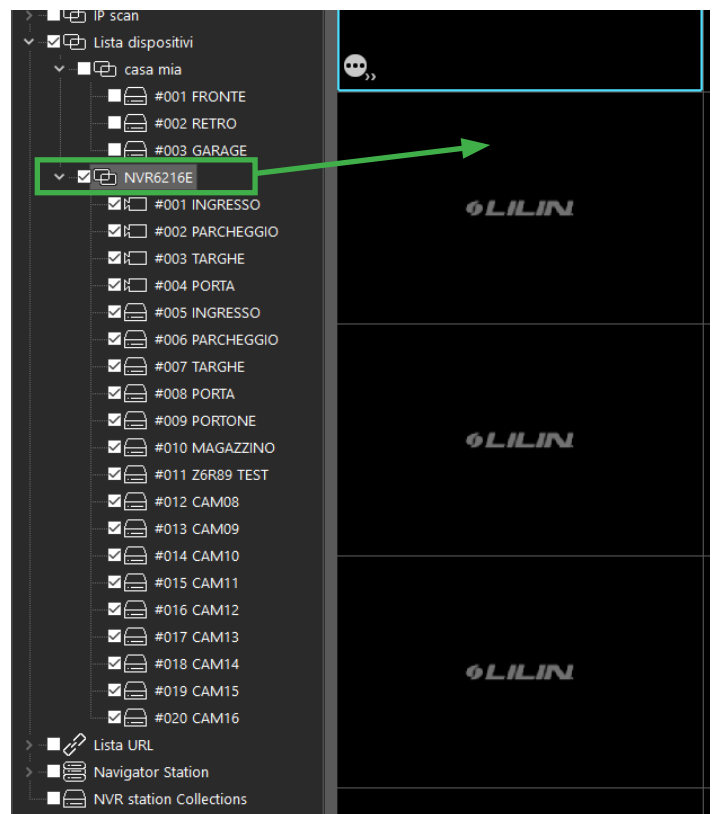 IP scan
Lista dispositivi
casa mia
#001 FRONTE
#002 RETRO
#003 GARAGE
NVR6216E
#001 INGRESSO
#002 PARCHEGGIO
#003 TARGHE
#004 PORTA
#005 INGRESSO
#006 PARCHEGGIO
#007 TARGHE
#008 PORTA
#009 PORTONE
#010 MAGAZZINO
#011 Z6R89 TEST
#012 CAM08
#013 CAM09
#014 CAM10
#015 CAM11
#016 CAM12
#017 CAM13
#018 CAM14
#019 CAM15
#020 CAM16
Lista URL
Navigator Station
NVR station Collections
LILIN
LILIN
LILIN